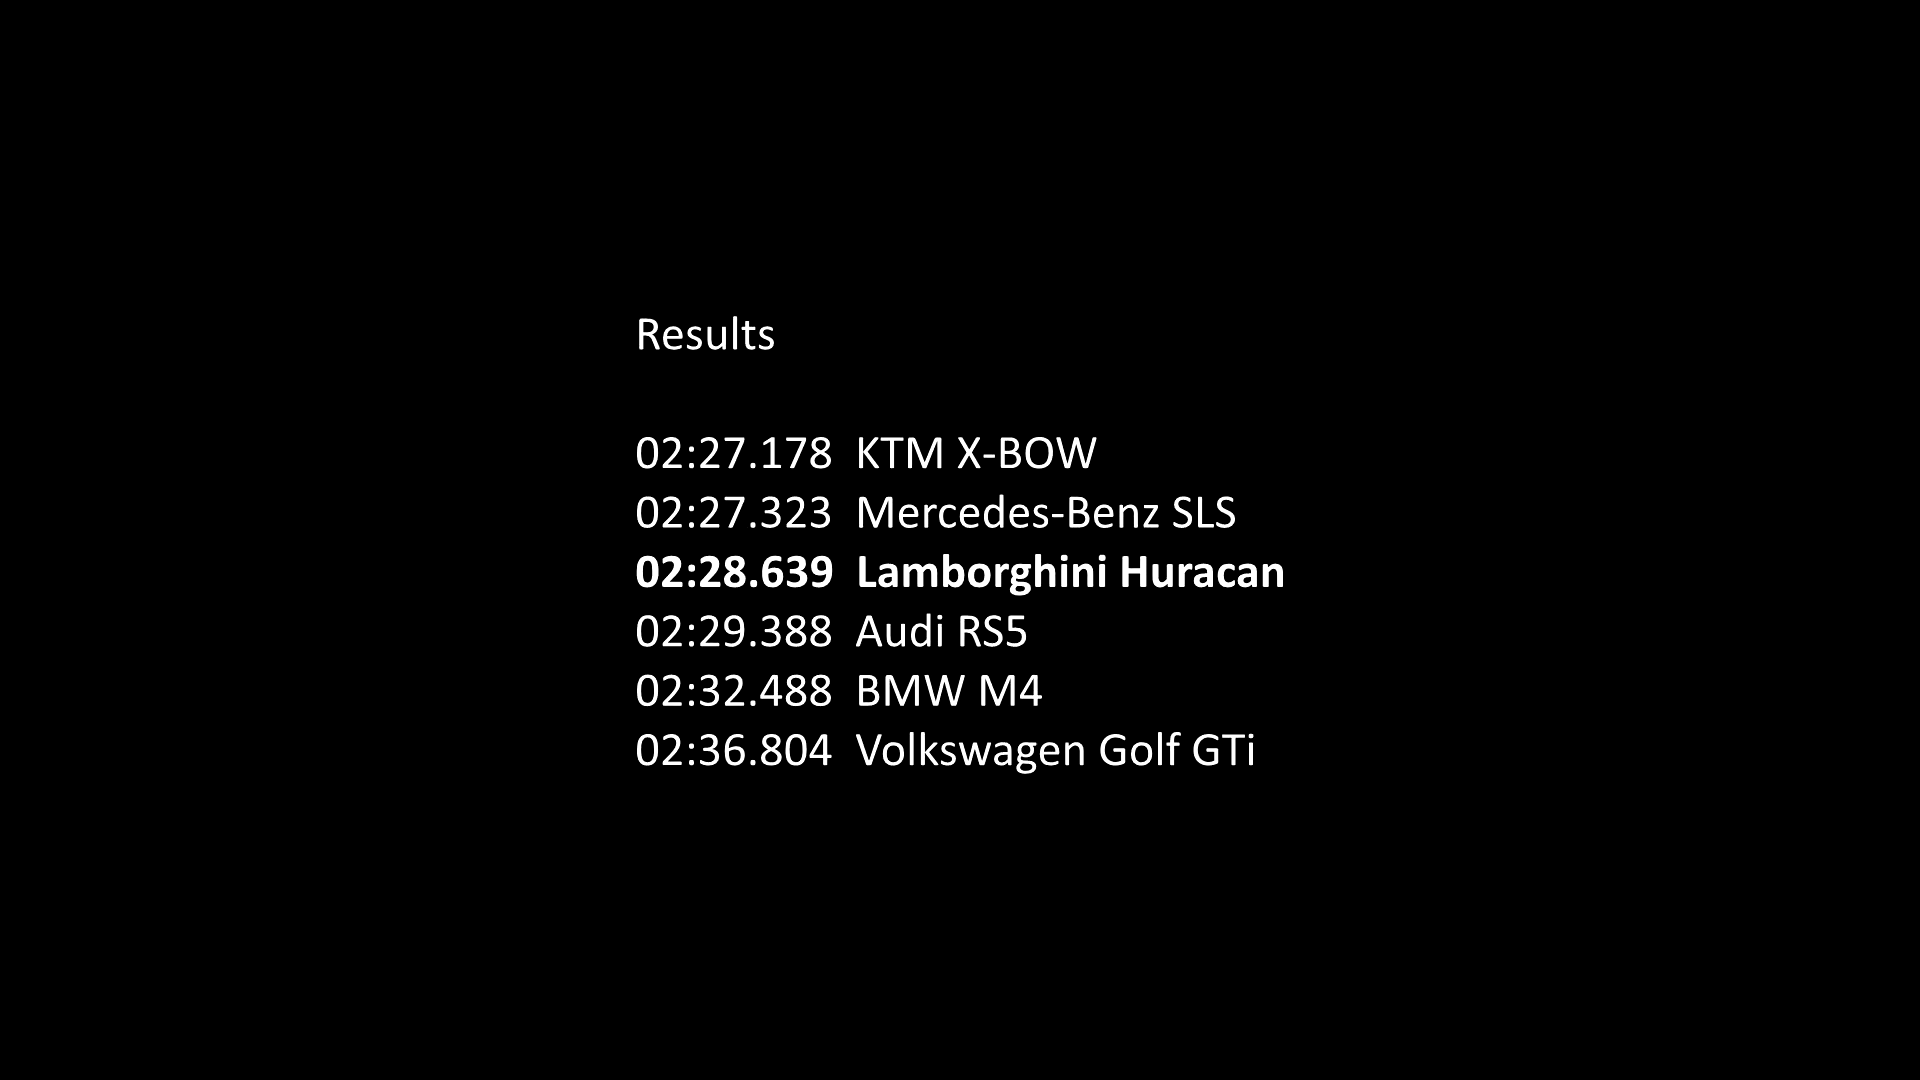 Results
02:27.178 KTM X-BOW
02:27.323 Mercedes-Benz SLS
02:28.639 Lamborghini Huracan
02:29.388 Audi RS5
02:32.488 BMW M4
02:36.804 Volkswagen Golf GTi